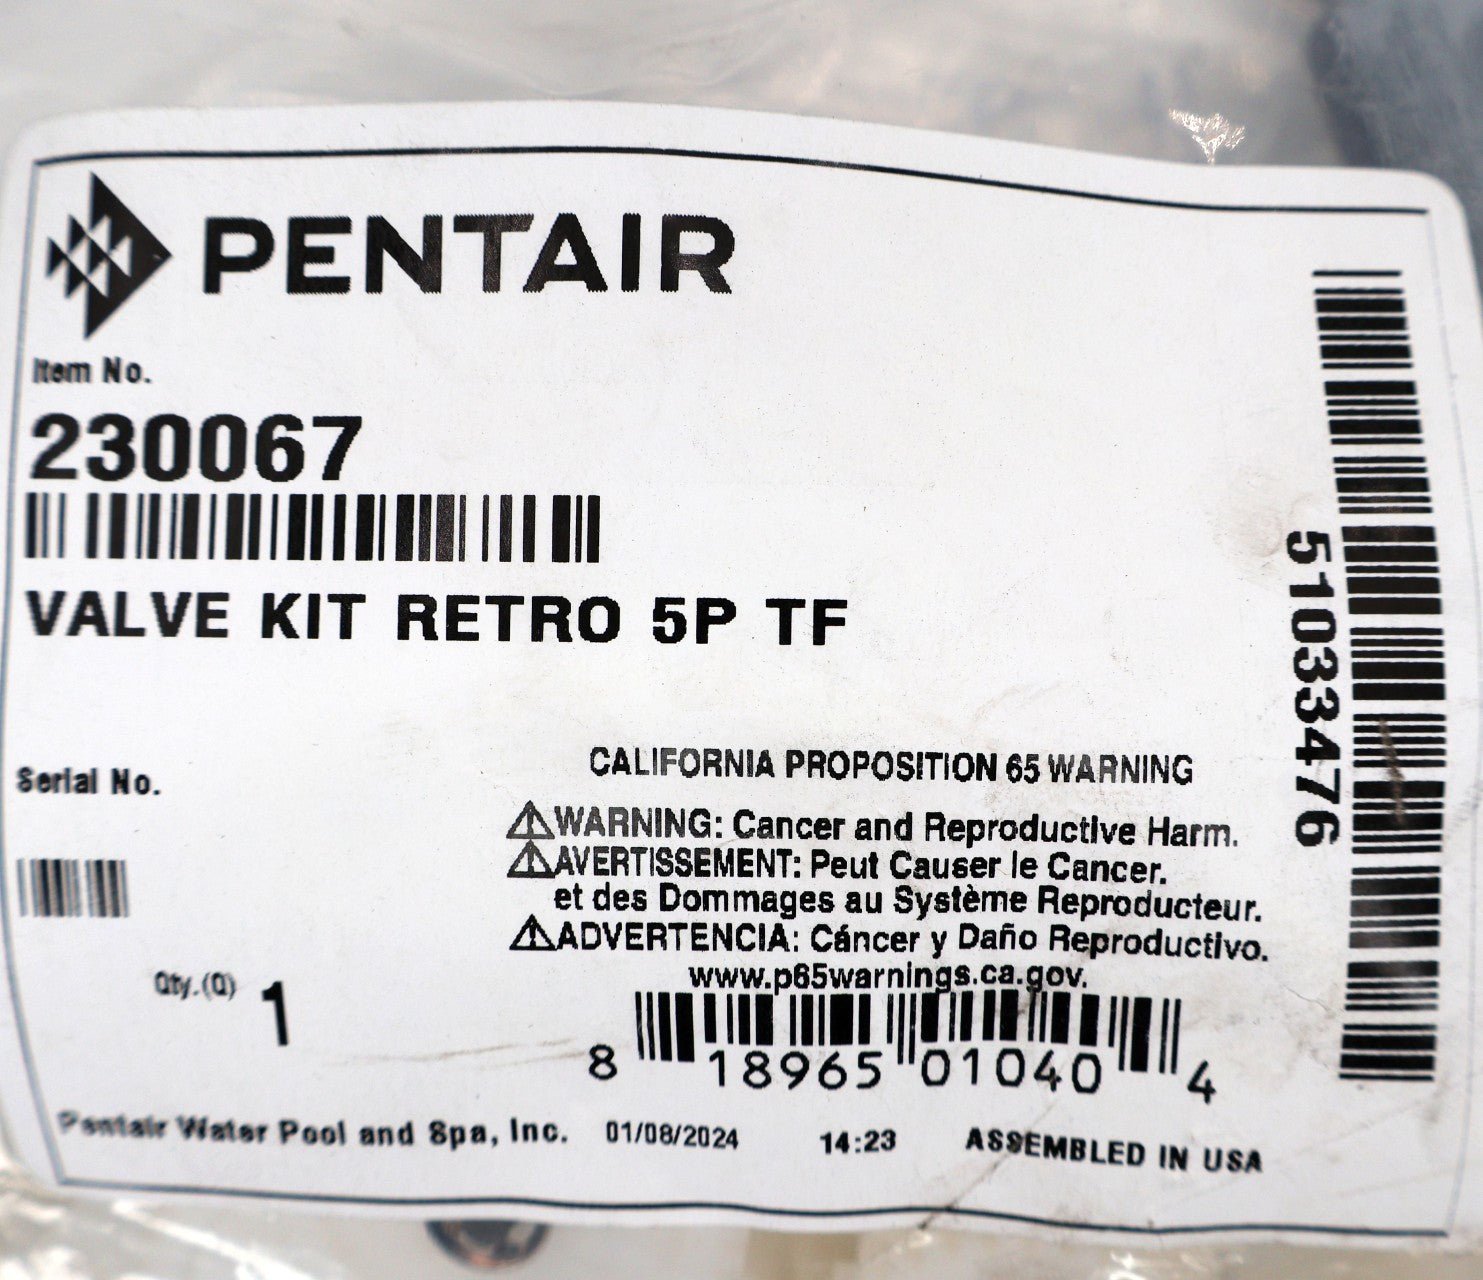 PENTAIR
Item No.
230067
VALVE KIT RETRO 5P TF
5103476
Serial No.
CALIFORNIA PROPOSITION 65 WARNING
⚠WARNING: Cancer and Reproductive Harm.
⚠AVERTISSEMENT: Peut Causer le Cancer.
et des Dommages au Système Reproducteur.
⚠ADVERTENCIA: Cáncer y Daño Reproductivo.
www.p65warnings.ca.gov.
Qty.(Q) 1
8 18965 01040 4
Pentair Water Pool and Spa, Inc. 01/08/2024 14:23 ASSEMBLED IN USA